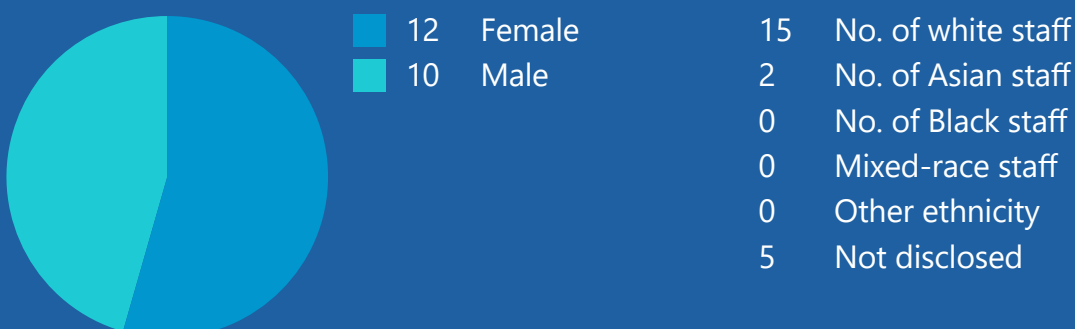 12 Female
10 Male
15 No. of white staff
2 No. of Asian staff
0 No. of Black staff
0 Mixed-race staff
0 Other ethnicity
5 Not disclosed